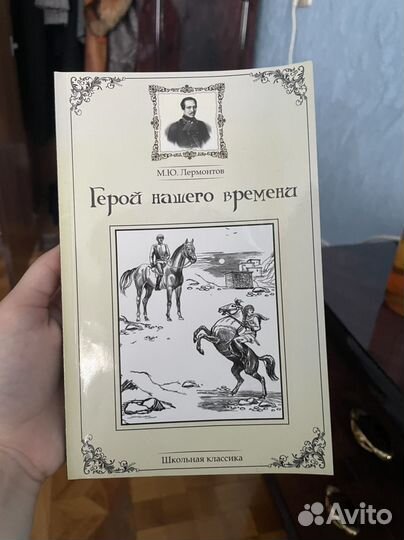 М.Ю. Лермонтов
Герой нашего времени
Школьная классика
Avito